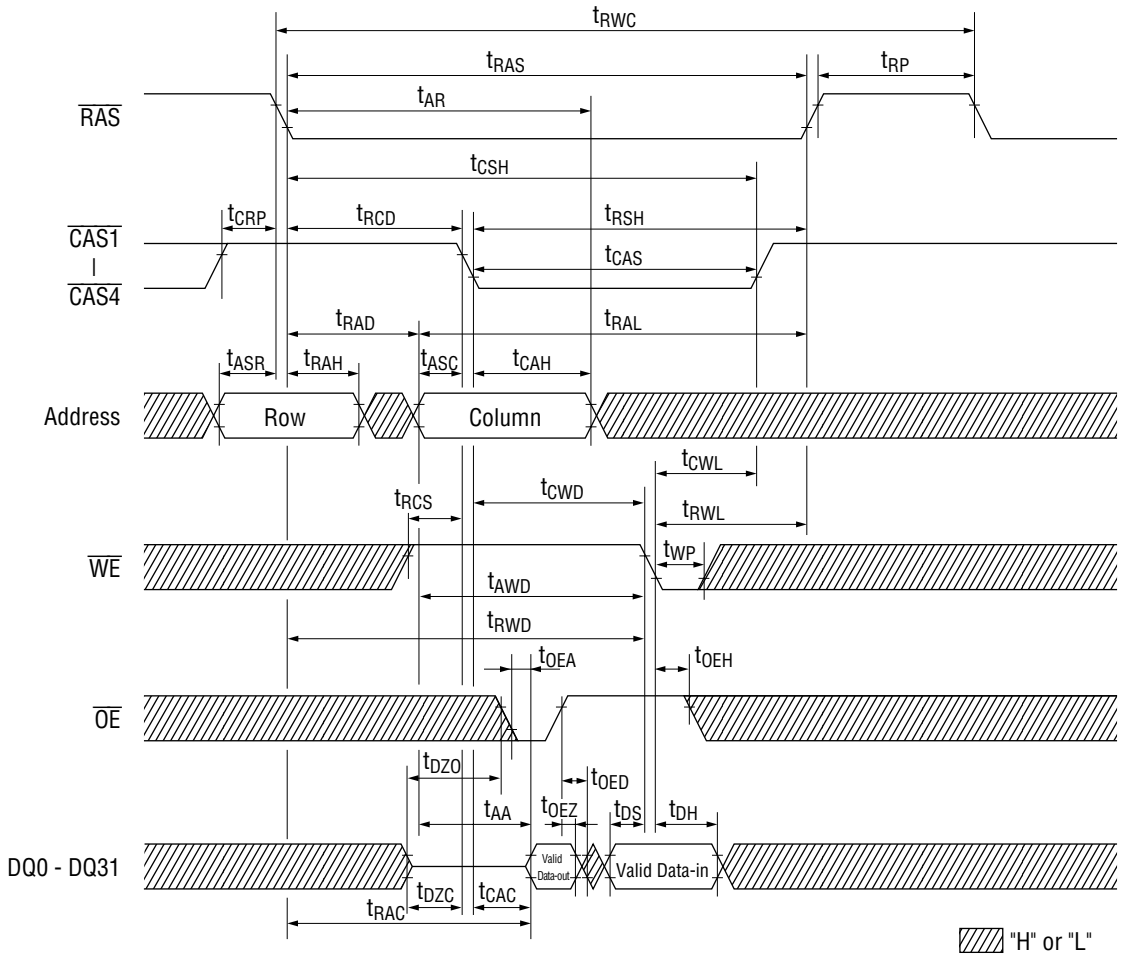 tRWC
tRAS
tRP
tAR
RAS
tCSH
tCRP
tRCD
tRSH
CAS1
|
CAS4
tCAS
tRAD
tRAL
tASR
tRAH
tASC
tCAH
Address
Row
Column
tCWL
tRCS
tCWD
tRWL
tWP
WE
tAWD
tRWD
tOEA
tOEH
OE
tDZO
tOED
tAA
tOEZ
tDS
tDH
DQ0 - DQ31
Valid
Data-out
Valid Data-in
tDZC
tCAC
tRAC
"H" or "L"